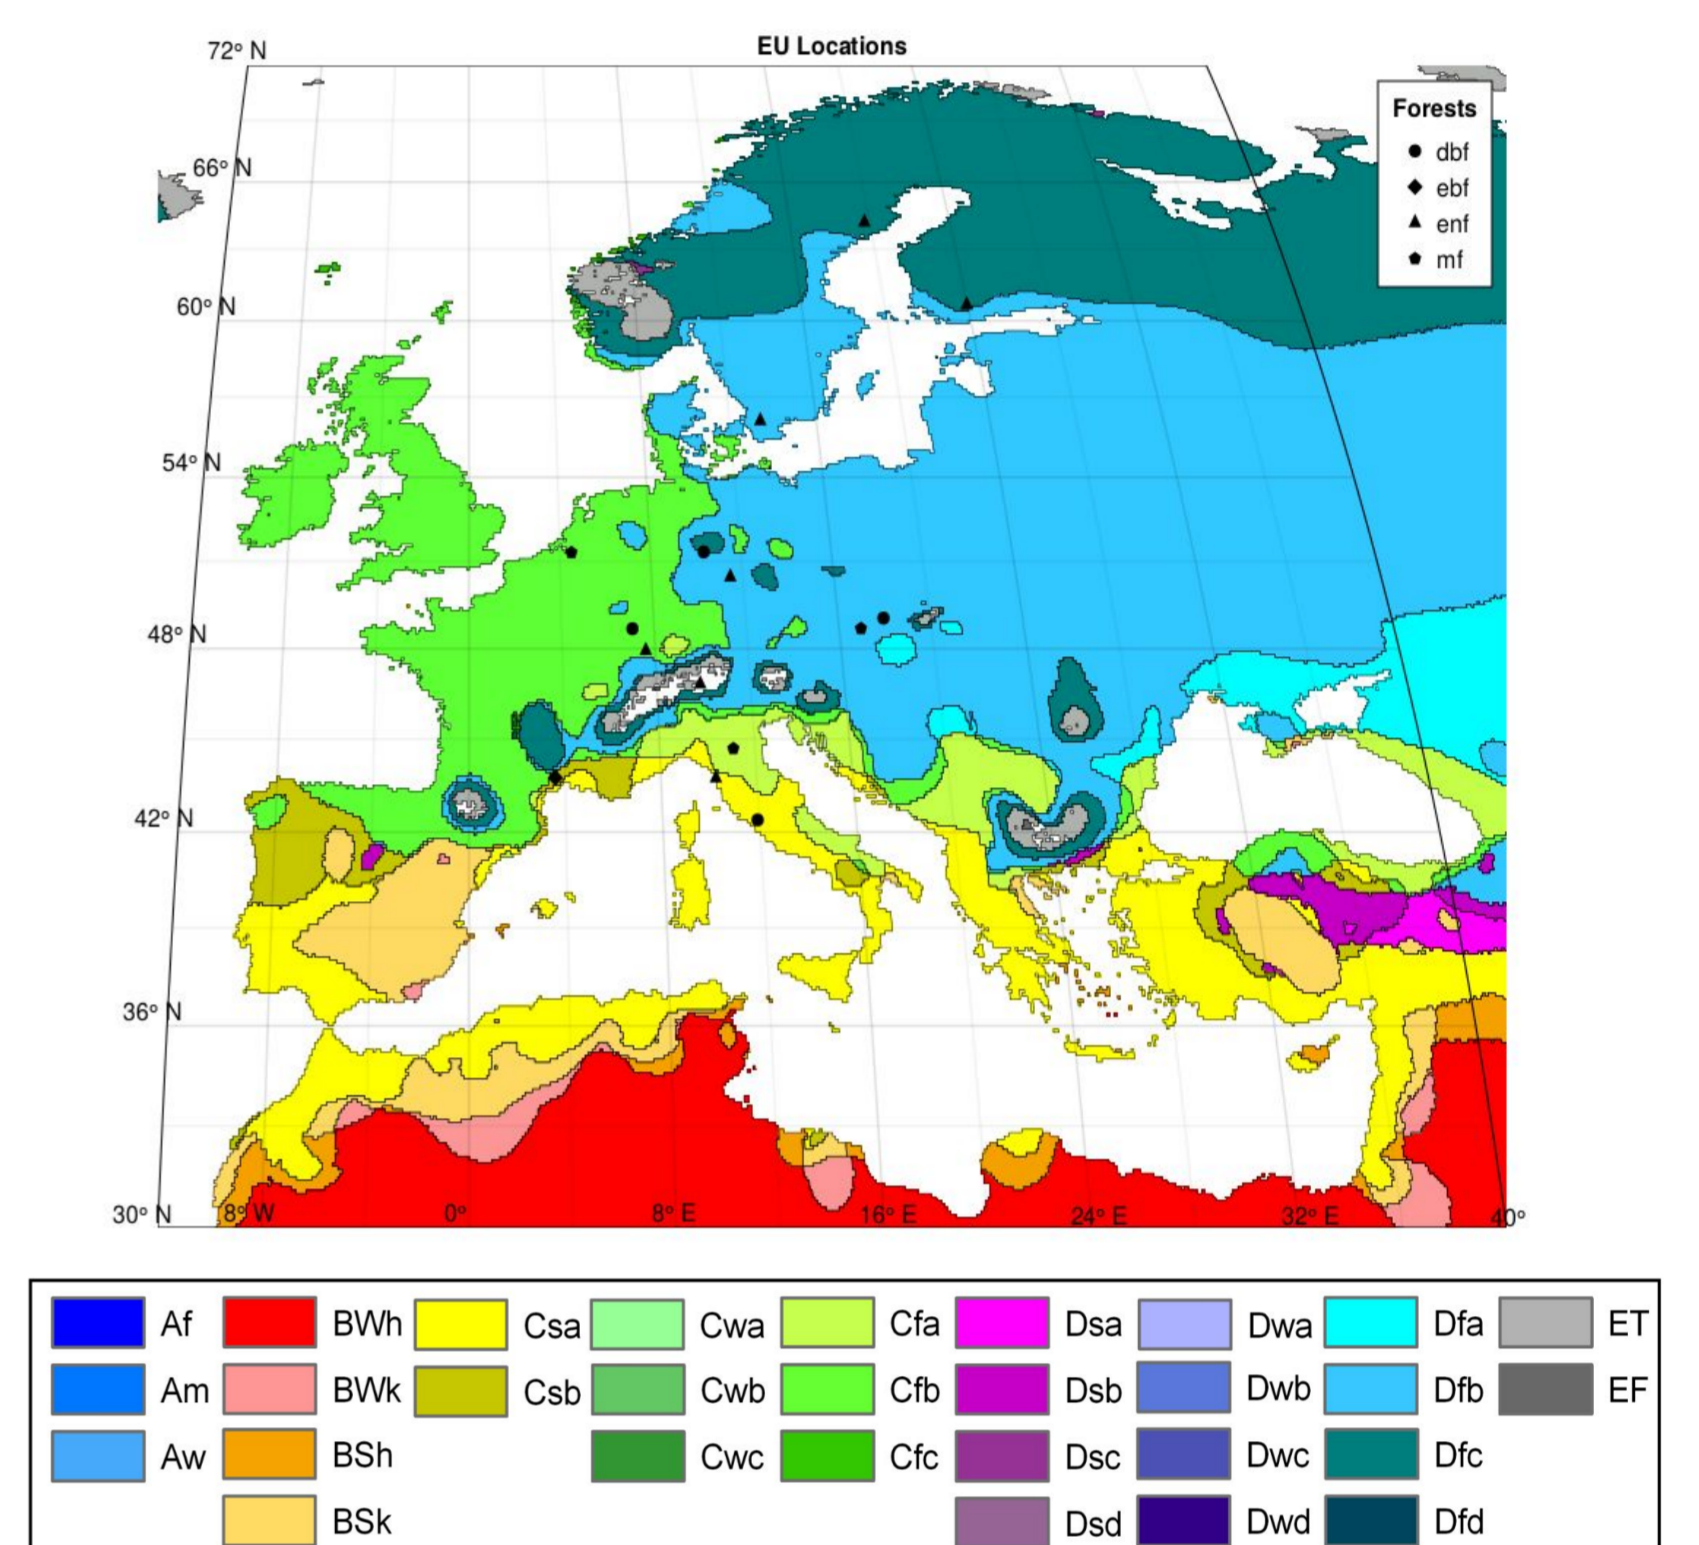 EU Locations
72° N
66° N
60° N
54° N
48° N
42° N
36° N
30° N
8° W
0°
8° E
16° E
24° E
32° E
40°
Forests
dbf
ebf
enf
mf
Af
BWh
Csa
Cwa
Cfa
Dsa
Dwa
Dfa
ET
Am
BWk
Csb
Cwb
Cfb
Dsb
Dwb
Dfb
EF
Aw
BSh
Cwc
Cfc
Dsc
Dwc
Dfc
BSk
Dsd
Dwd
Dfd